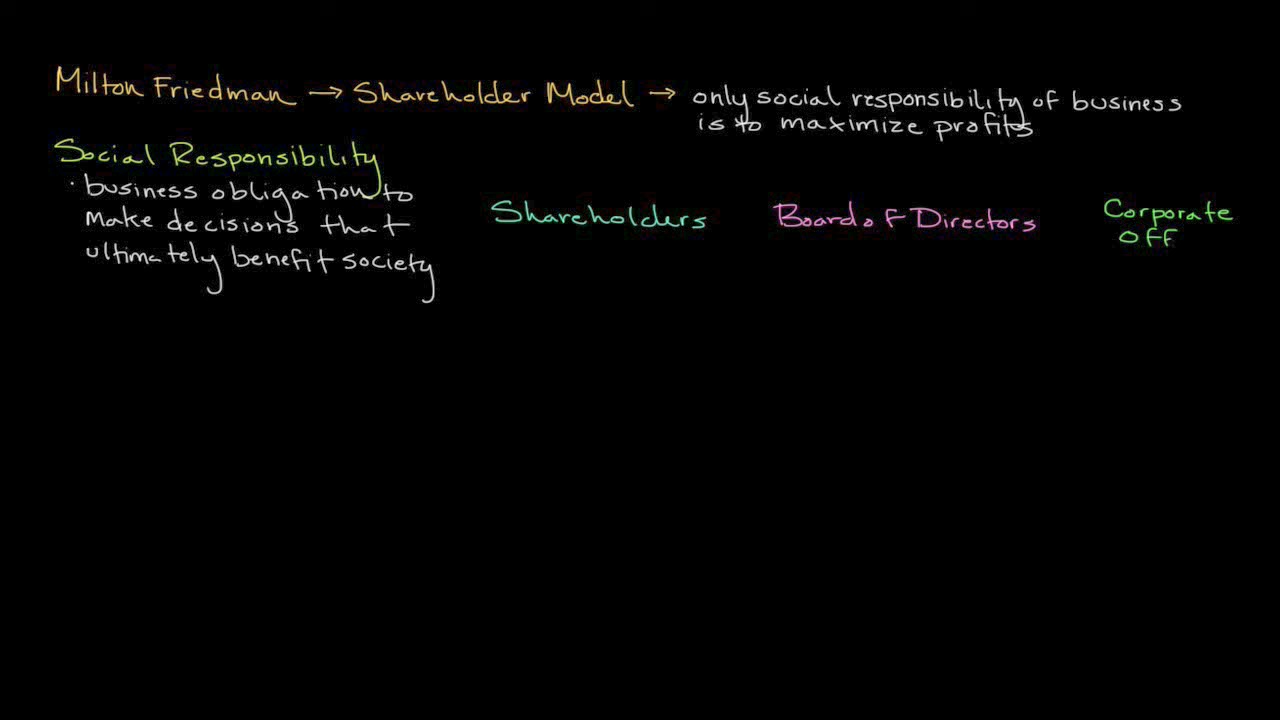 Milton Friedman → Shareholder Model → only social responsibility of business
is to maximize profits
Social Responsibility
· business obligation to
make decisions that
ultimately benefit society
Shareholders
Board of Directors
Corporate
off